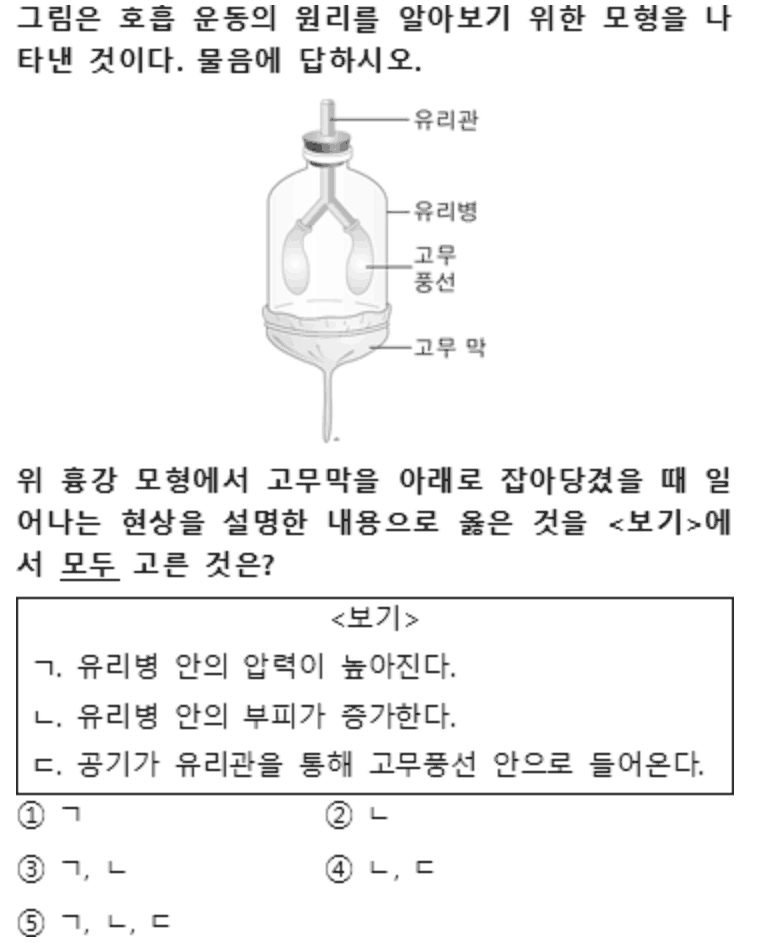 그림은 호흡 운동의 원리를 알아보기 위한 모형을 나
타낸 것이다. 물음에 답하시오.
유리관
유리병
고무
풍선
고무 막
위 흉강 모형에서 고무막을 아래로 잡아당겼을 때 일
어나는 현상을 설명한 내용으로 옳은 것을 <보기>에
서 모두 고른 것은?
<보기>
ㄱ. 유리병 안의 압력이 높아진다.
ㄴ. 유리병 안의 부피가 증가한다.
ㄷ. 공기가 유리관을 통해 고무풍선 안으로 들어온다.
① ㄱ ② ㄴ
③ ㄱ, ㄴ ④ ㄴ, ㄷ
⑤ ㄱ, ㄴ, ㄷ